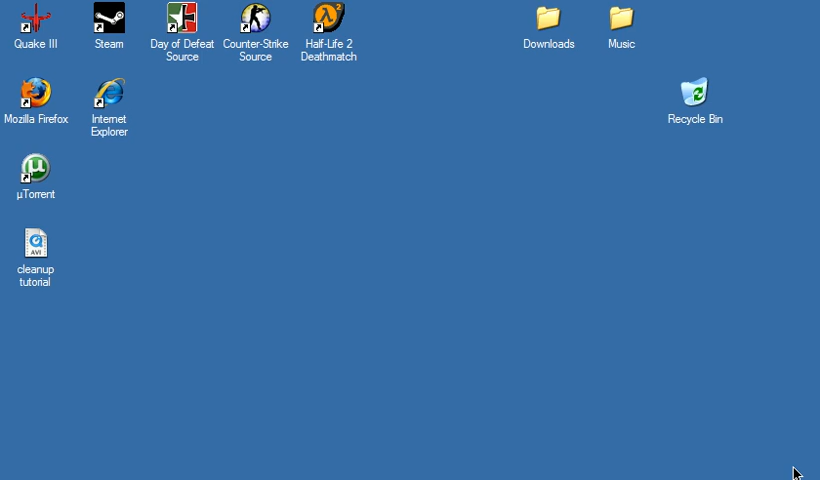 Quake III
Steam
Day of Defeat
Source
Counter-Strike
Source
Half-Life 2
Deathmatch
Downloads
Music
Mozilla Firefox
Internet
Explorer
Recycle Bin
µTorrent
AVI
cleanup
tutorial